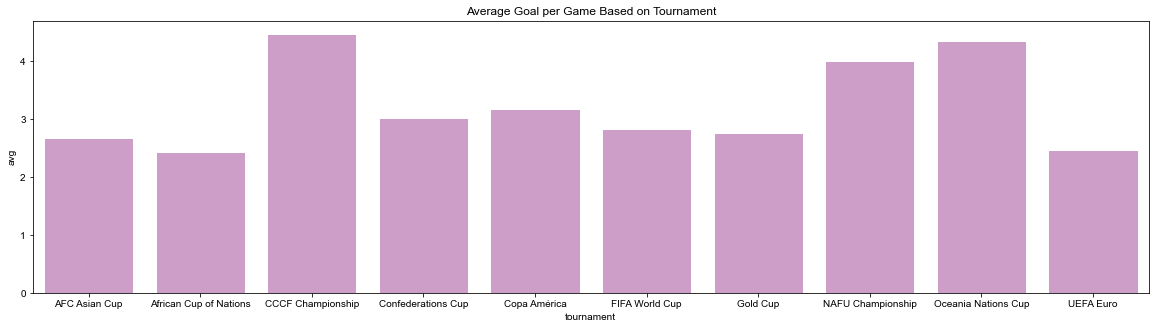 Average Goal per Game Based on Tournament
avg
4
3
2
1
0
AFC Asian Cup African Cup of Nations CCCF Championship Confederations Cup Copa América FIFA World Cup Gold Cup NAFU Championship Oceania Nations Cup UEFA Euro
tournament